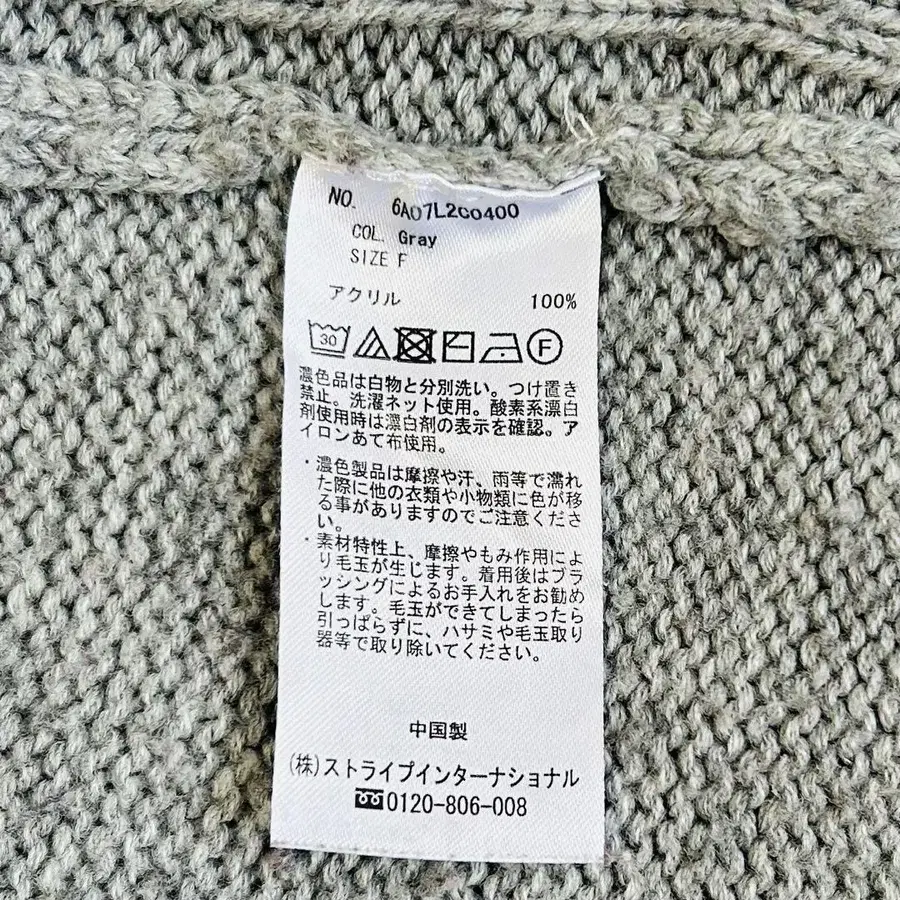 NO. 6A07L2C0400
COL. Gray
SIZE F
アクリル 100%
30 F
濃色品は白物と分別洗い。つけ置き
禁止。洗濯ネット使用。酸素系漂白
剤使用時は漂白剤の表示を確認。ア
イロンあて布使用。
・濃色製品は摩擦や汗、雨等で濡れ
た際に他の衣類や小物類に色が移
る事がありますのでご注意くださ
い。
・素材特性上、摩擦やもみ作用によ
り毛玉が生じます。着用後はブラ
ッシングによるお手入れをお勧め
します。毛玉ができてしまったら
引っぱらずに、ハサミや毛玉取り
器等で取り除いてください。
中国製
(株)ストライプインターナショナル
0120-806-008